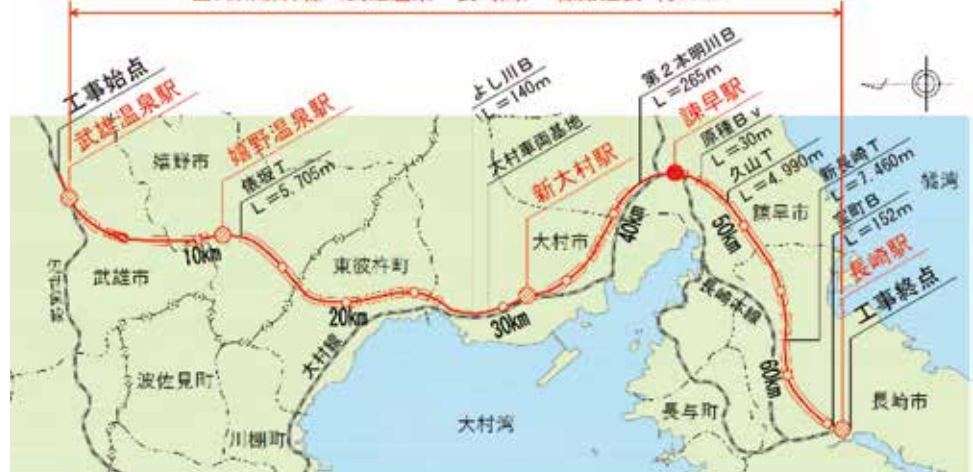 工事始点
武雄温泉駅
嬉野市
嬉野温泉駅
俵坂T
L=5,705m
よし川B
L=140m
大村車両基地
新大村駅
第2本明川B
L=265m
諫早駅
原種Bv
L=30m
久山T
L=4,990m
新長崎T
L=7,460m
L=152m
長崎駅
工事終点
諫早市
武雄市
10km
東彼杵町
20km
30km
大村市
40km
50km
長崎本線
60km
大村線
波佐見町
川棚町
大村湾
長与町
長崎市